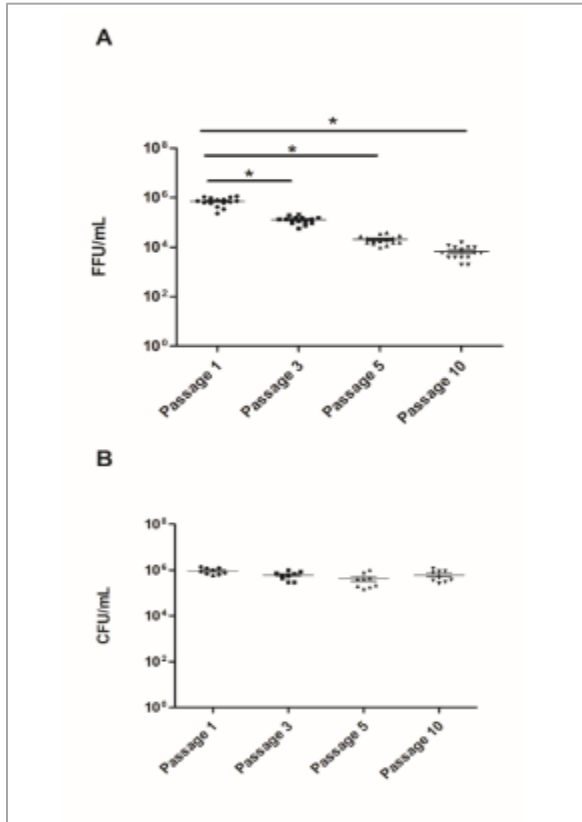 A
*
*
*
10⁸
10⁶
10⁴
10²
10⁰
FFU/mL
Passage 1
Passage 3
Passage 5
Passage 10
B
10⁸
10⁶
10⁴
10²
10⁰
CFU/mL
Passage 1
Passage 3
Passage 5
Passage 10